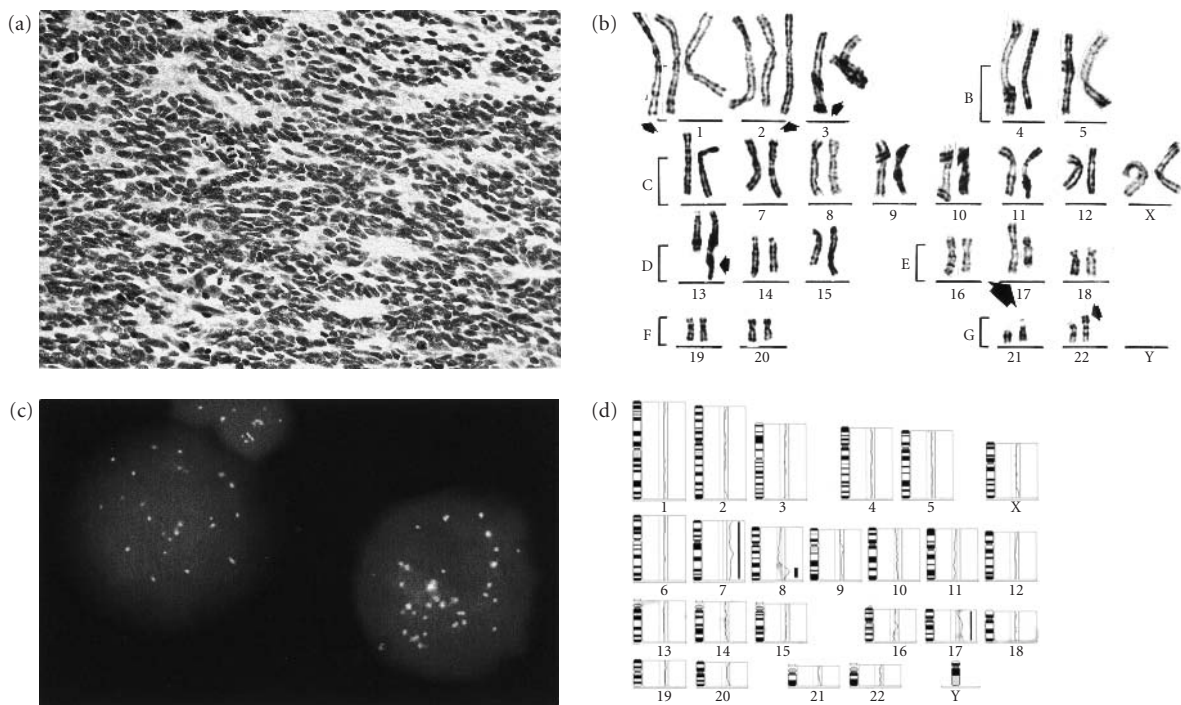 (a)
(b)
1 2 3 B 4 5
C 7 8 9 10 11 12 X
D 13 14 15 E 16 17 18
F 19 20 G 21 22 Y
(c)
(d)
1 2 3 4 5 X
6 7 8 9 10 11 12
13 14 15 16 17 18
19 20 21 22 Y